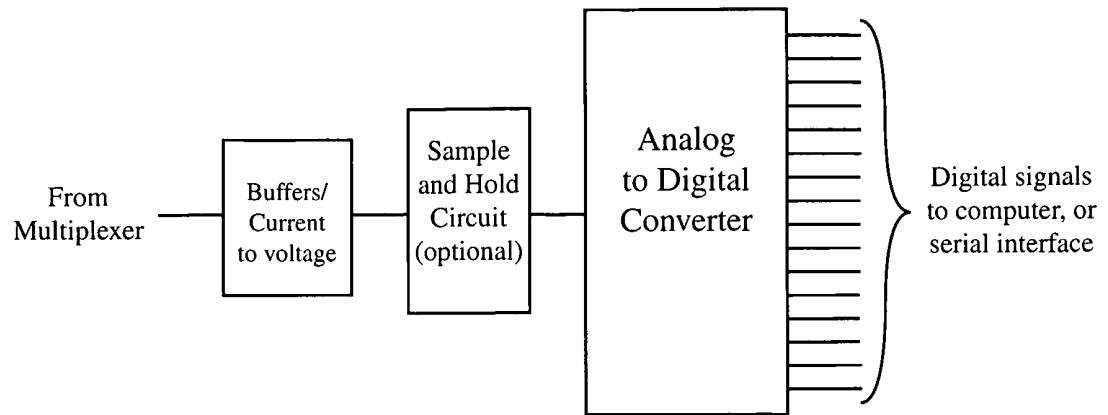 From
Multiplexer
Buffers/
Current
to voltage
Sample
and Hold
Circuit
(optional)
Analog
to Digital
Converter
Digital signals
to computer, or
serial interface